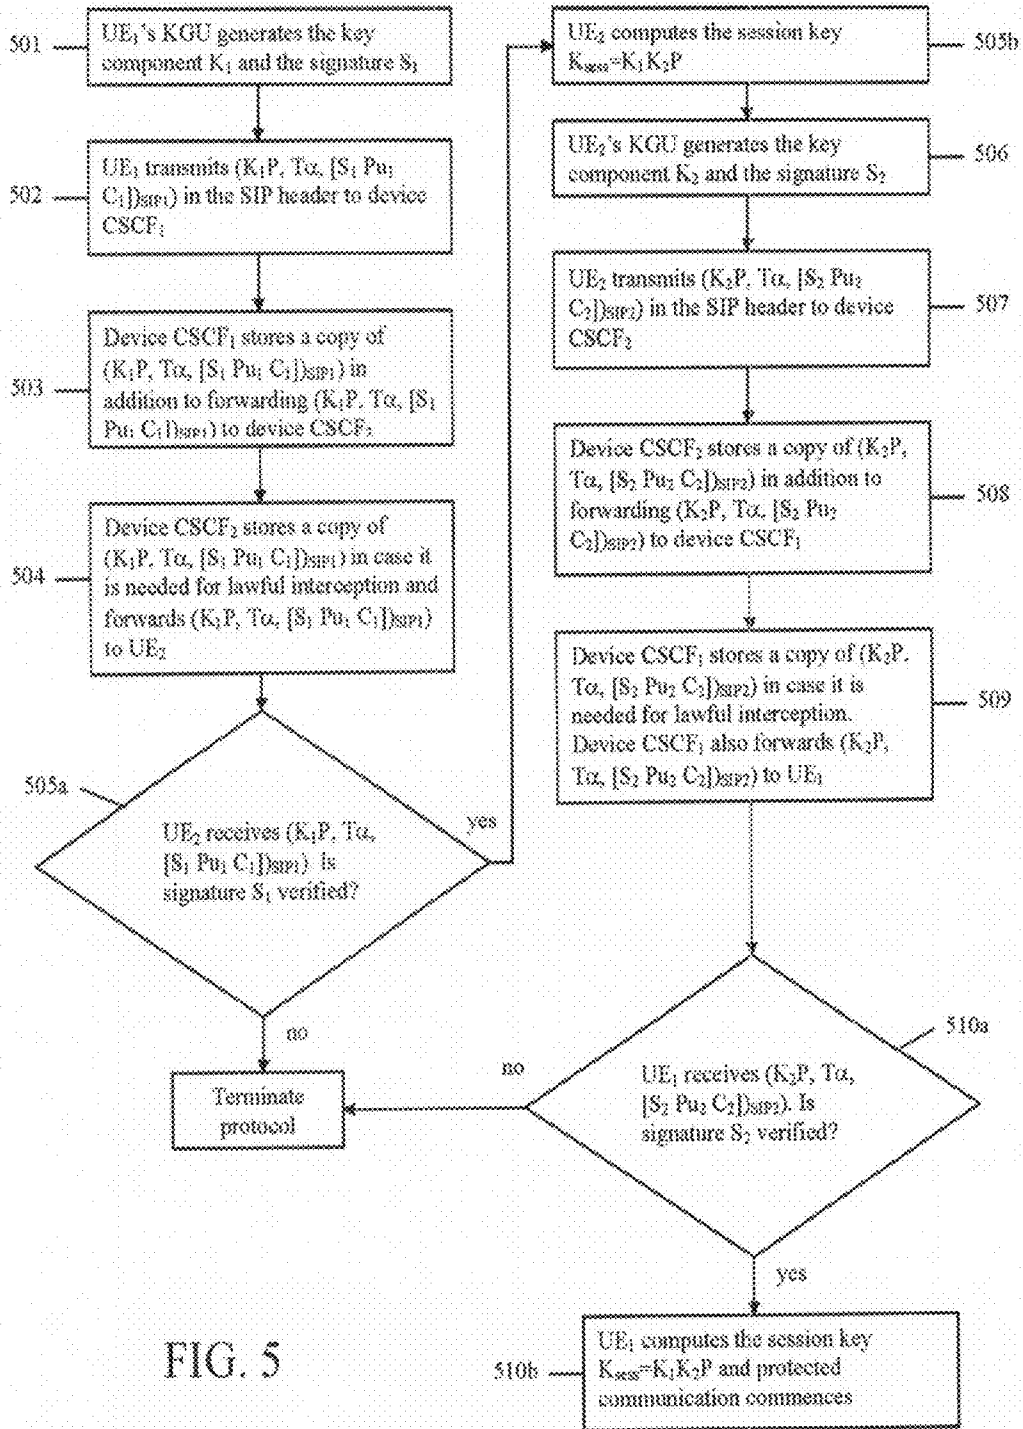 501
UE₁'s KGU generates the key
component K₁ and the signature S₁
502
UE₁ transmits (K₁P, Tα, [S₁ Pu₁
C₁])SIP1) in the SIP header to device
CSCF₁
503
Device CSCF₁ stores a copy of
(K₁P, Tα, [S₁ Pu₁ C₁])SIP1) in
addition to forwarding (K₁P, Tα, [S₁
Pu₁ C₁])SIP1) to device CSCF₂
504
Device CSCF₂ stores a copy of
(K₁P, Tα, [S₁ Pu₁ C₁])SIP1) in case it
is needed for lawful interception and
forwards (K₁P, Tα, [S₁ Pu₁ C₁])SIP1)
to UE₂
505a
UE₂ receives (K₁P, Tα,
[S₁ Pu₁ C₁])SIP1) Is
signature S₁ verified?
yes
no
Terminate
protocol
UE₂ computes the session key
Ksess=K₁K₂P
505b
UE₂'s KGU generates the key
component K₂ and the signature S₂
506
UE₂ transmits (K₂P, Tα, [S₂ Pu₂
C₂])SIP2) in the SIP header to device
CSCF₂
507
Device CSCF₂ stores a copy of (K₂P,
Tα, [S₂ Pu₂ C₂])SIP2) in addition to
forwarding (K₂P, Tα, [S₂ Pu₂
C₂])SIP2) to device CSCF₁
508
Device CSCF₁ stores a copy of (K₂P,
Tα, [S₂ Pu₂ C₂])SIP2) in case it is
needed for lawful interception.
Device CSCF₁ also forwards (K₂P,
Tα, [S₂ Pu₂ C₂])SIP2) to UE₁
509
510a
UE₁ receives (K₂P, Tα,
[S₂ Pu₂ C₂])SIP2). Is
signature S₂ verified?
no
yes
510b
UE₁ computes the session key
Ksess=K₁K₂P and protected
communication commences
FIG. 5